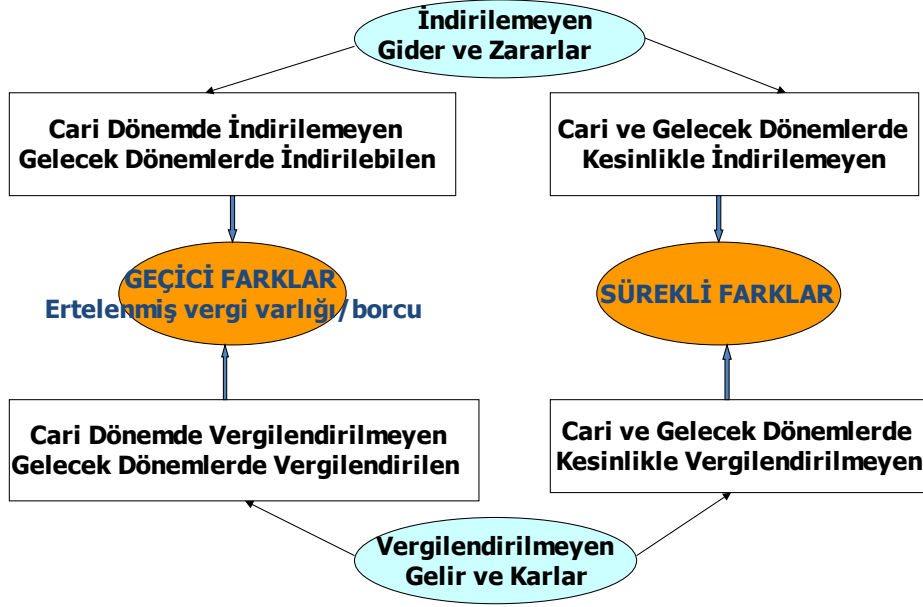 İndirilemeyen
Gider ve Zararlar
Cari Dönemde İndirilemeyen
Gelecek Dönemlerde İndirilebilen
Cari ve Gelecek Dönemlerde
Kesinlikle İndirilemeyen
GEÇİCİ FARKLAR
Ertelenmiş vergi varlığı/borcu
SÜREKLİ FARKLAR
Cari Dönemde Vergilendirilmeyen
Gelecek Dönemlerde Vergilendirilen
Cari ve Gelecek Dönemlerde
Kesinlikle Vergilendirilmeyen
Vergilendirilmeyen
Gelir ve Karlar